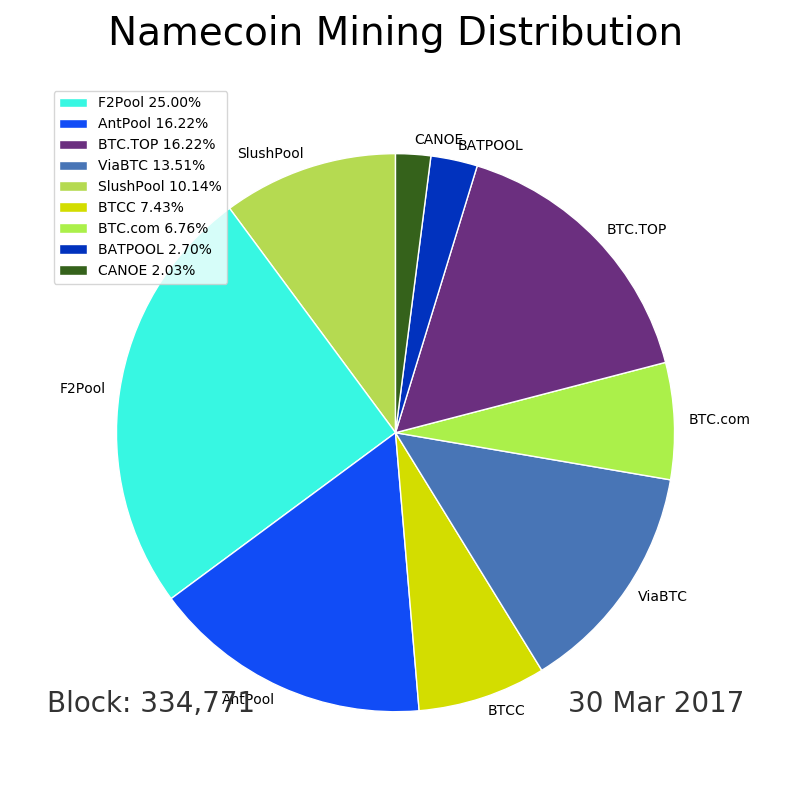 Namecoin Mining Distribution
F2Pool 25.00%
AntPool 16.22%
BTC.TOP 16.22%
ViaBTC 13.51%
SlushPool 10.14%
BTCC 7.43%
BTC.com 6.76%
BATPOOL 2.70%
CANOE 2.03%
CANOE
BATPOOL
SlushPool
BTC.TOP
F2Pool
BTC.com
ViaBTC
AntPool
BTCC
Block: 334,771
30 Mar 2017